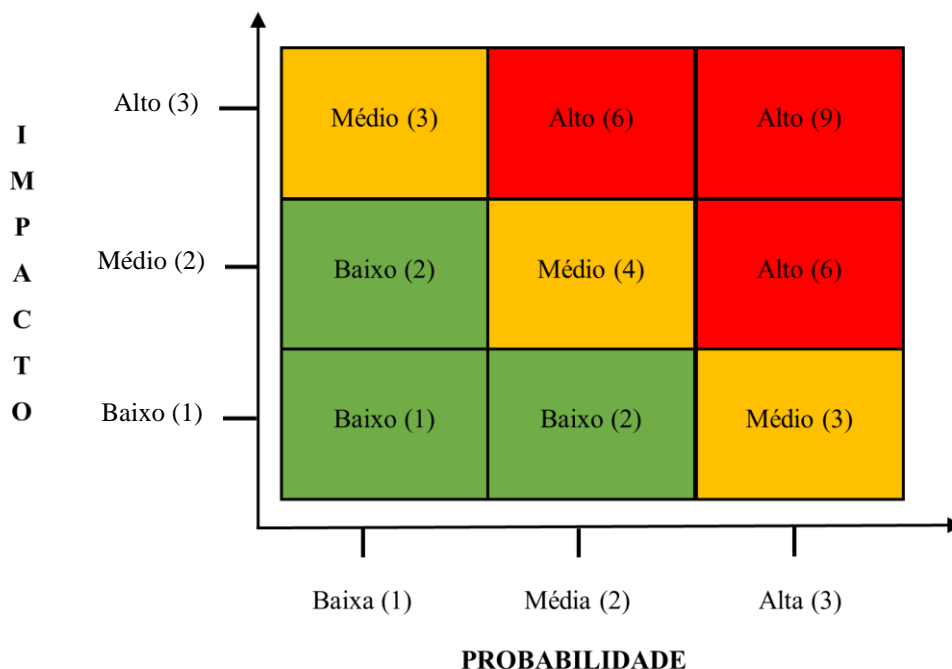 IMPACTO
Alto (3)
Médio (3) Alto (6) Alto (9)
Médio (2)
Baixo (2) Médio (4) Alto (6)
Baixo (1)
Baixo (1) Baixo (2) Médio (3)
Baixa (1) Média (2) Alta (3)
PROBABILIDADE